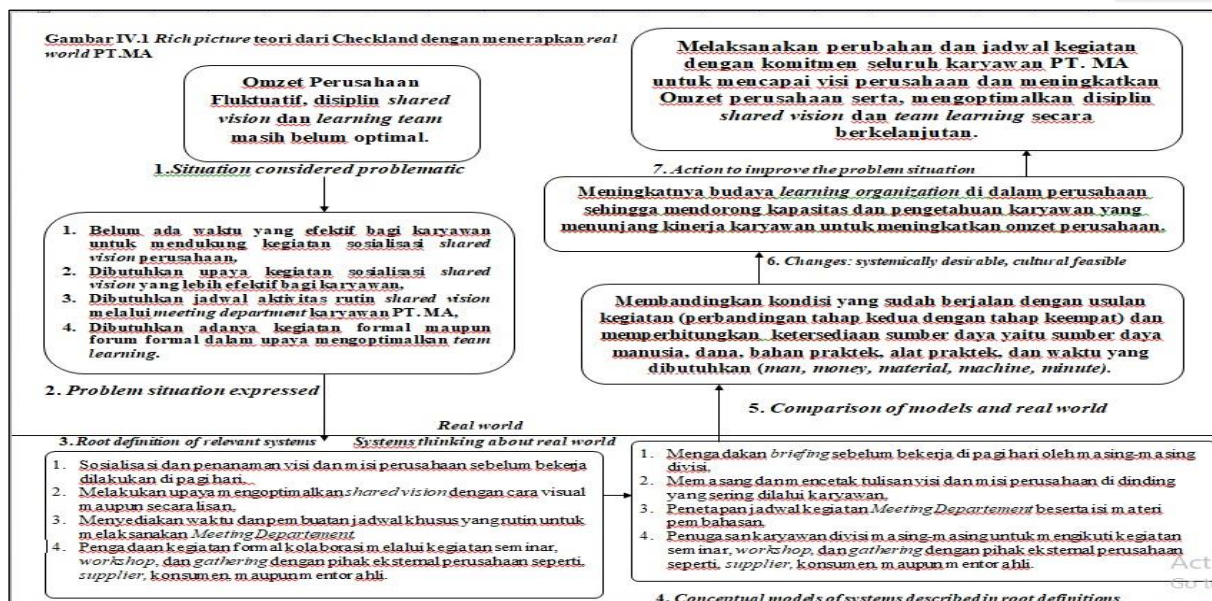 Gambar IV.1 Rich picture teori dari Checkland dengan menerapkan real
world PT.MA
Omzet Perusahaan
Fluktuatif, disiplin shared
vision dan learning team
masih belum optimal.
1.Situation considered problematic
1. Belum ada waktu yang efektif bagi karyawan
untuk mendukung kegiatan sosialisasi shared
vision perusahaan,
2. Dibutuhkan upaya kegiatan sosialisasi shared
vision yang lebih efektif bagi karyawan,
3. Dibutuhkan jadwal aktivitas rutin shared vision
melalui meeting department karyawan PT. MA,
4. Dibutuhkan adanya kegiatan formal maupun
forum formal dalam upaya mengoptimalkan team
learning.
2. Problem situation expressed
Melaksanakan perubahan dan jadwal kegiatan
dengan komitmen seluruh karyawan PT. MA
untuk mencapai visi perusahaan dan meningkatkan
Omzet perusahaan serta, mengoptimalkan disiplin
shared vision dan team learning secara
berkelanjutan.
7. Action to improve the problem situation
Meningkatnya budaya learning organization di dalam perusahaan
sehingga mendorong kapasitas dan pengetahuan karyawan yang
menunjang kinerja karyawan untuk meningkatkan omzet perusahaan.
6. Changes: systemically desirable, cultural feasible
Membandingkan kondisi yang sudah berjalan dengan usulan
kegiatan (perbandingan tahap kedua dengan tahap keempat) dan
memperhitungkan ketersediaan sumber daya yaitu sumber daya
manusia, dana, bahan praktek, alat praktek, dan waktu yang
dibutuhkan (man, money, material, machine, minute).
5. Comparison of models and real world
Real world
3. Root definition of relevant systems Systems thinking about real world
1. Sosialisasi dan penanaman visi dan misi perusahaan sebelum bekerja
dilakukan di pagi hari,
2. Melakukan upaya mengoptimalkan shared vision dengan cara visual
maupun secara lisan,
3. Menyediakan waktu dan pembuatan jadwal khusus yang rutin untuk
melaksanakan Meeting Departement
4. Pengadaan kegiatan formal kolaborasi melalui kegiatan seminar,
workshop, dan gathering dengan pihak eksternal perusahaan seperti,
supplier, konsumen, maupun mentor ahli.
1. Mengadakan briefing sebelum bekerja di pagi hari oleh masing-masing
divisi,
2. Memasang dan mencetak tulisan visi dan misi perusahaan di dinding
yang sering dilalui karyawan,
3. Penetapan jadwal kegiatan Meeting Departement beserta isi materi
pembahasan,
4. Penugasan karyawan divisi masing-masing untuk mengikuti kegiatan
seminar, workshop, dan gathering dengan pihak eksternal perusahaan
seperti, supplier, konsumen, maupun mentor ahli.
4. Conceptual models of systems described in root definitions
Act
Go t